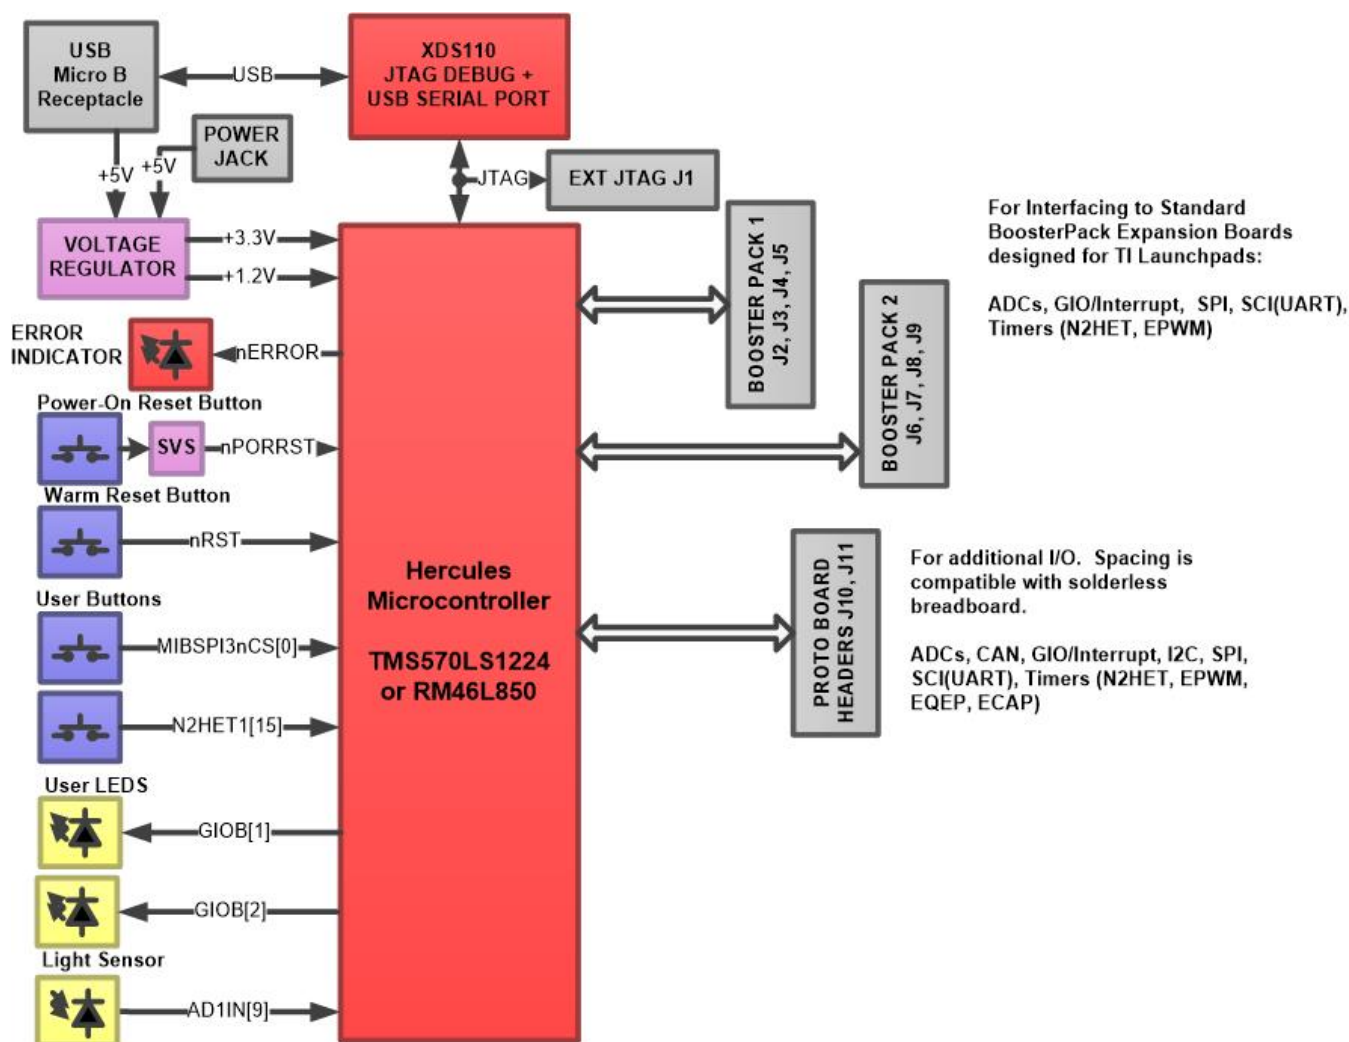 USB
Micro B
Receptacle
USB
XDS110
JTAG DEBUG +
USB SERIAL PORT
POWER
JACK
+5V
+5V
JTAG
EXT JTAG J1
VOLTAGE
REGULATOR
+3.3V
+1.2V
BOOSTER PACK 1
J2, J3, J4, J5
BOOSTER PACK 2
J6, J7, J8, J9
For Interfacing to Standard
BoosterPack Expansion Boards
designed for TI Launchpads:
ADCs, GIO/Interrupt, SPI, SCI(UART),
Timers (N2HET, EPWM)
ERROR
INDICATOR
nERROR
Power-On Reset Button
SVS
nPORRST
Warm Reset Button
nRST
Hercules
Microcontroller
TMS570LS1224
or RM46L850
User Buttons
MIBSPI3nCS[0]
N2HET1[15]
PROTO BOARD
HEADERS J10, J11
For additional I/O. Spacing is
compatible with solderless
breadboard.
ADCs, CAN, GIO/Interrupt, I2C, SPI,
SCI(UART), Timers (N2HET, EPWM,
EQEP, ECAP)
User LEDS
GIOB[1]
GIOB[2]
Light Sensor
AD1IN[9]